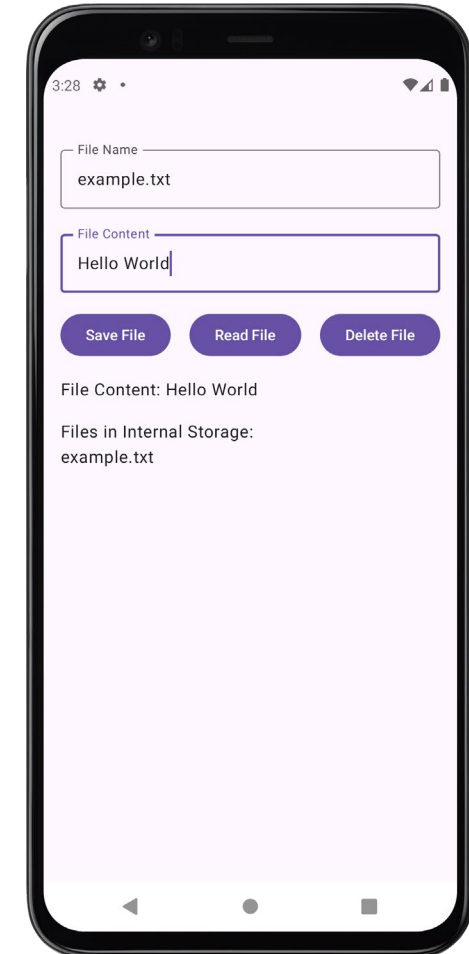 3:28
File Name
example.txt
File Content
Hello World
Save File Read File Delete File
File Content: Hello World
Files in Internal Storage:
example.txt